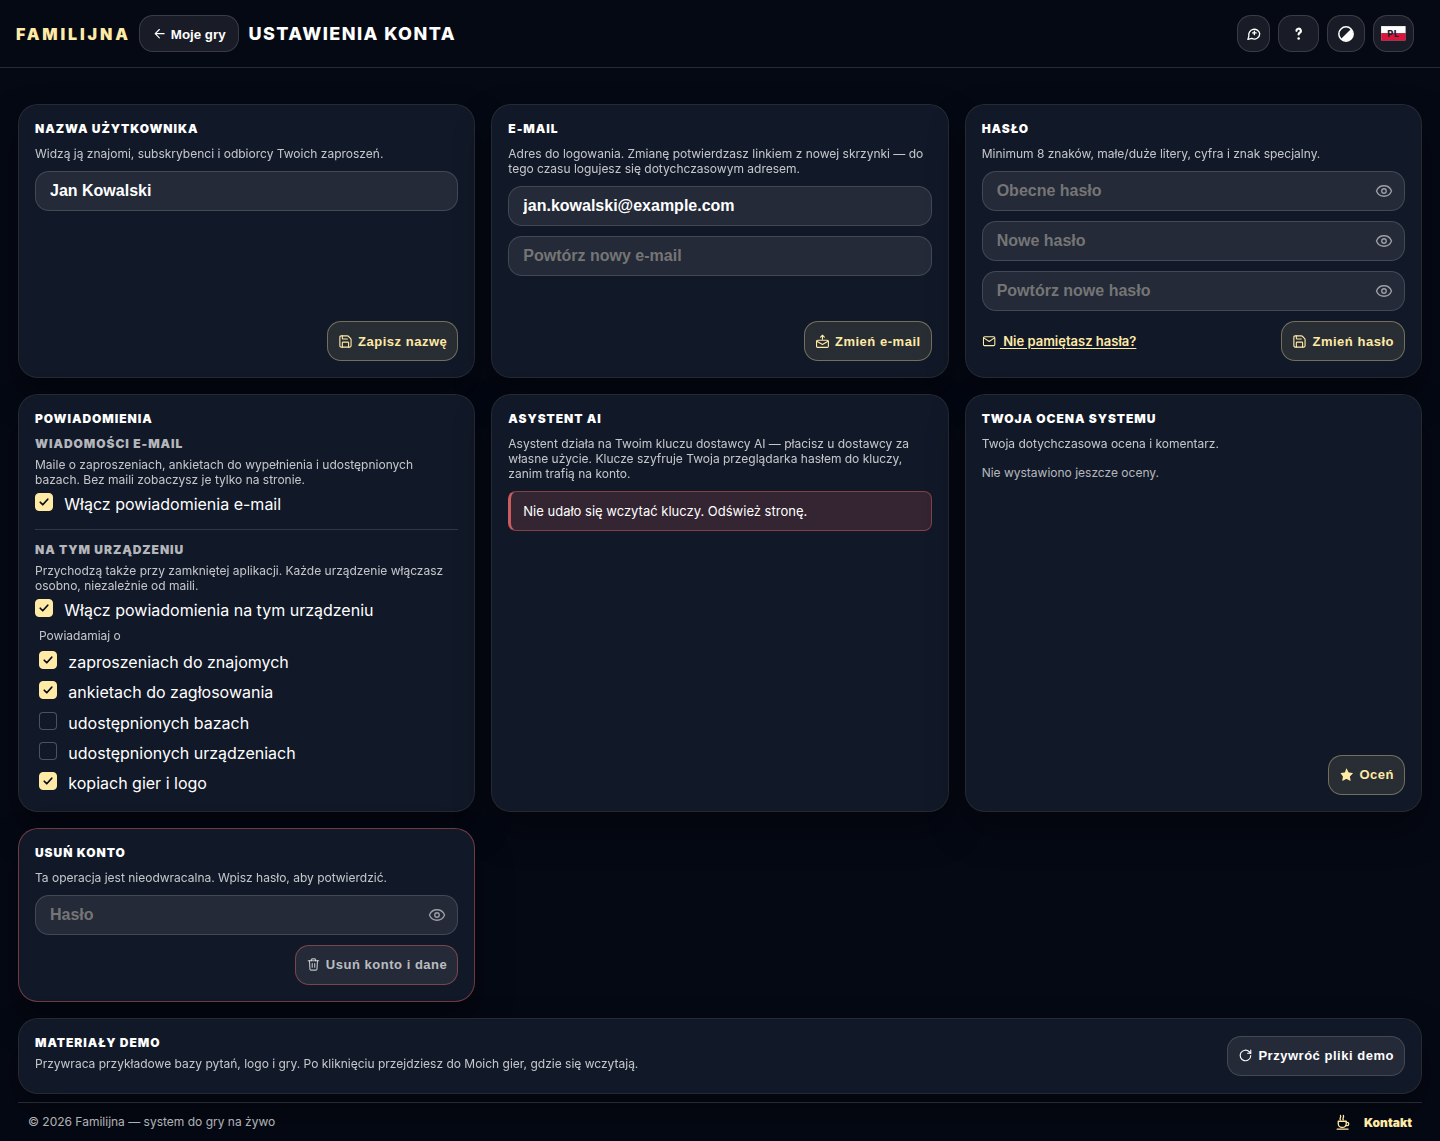 FAMILIJNA
Moje gry
USTAWIENIA KONTA
?
PL
NAZWA UŻYTKOWNIKA
Widzą ją znajomi, subskrybenci i odbiorcy Twoich zaproszeń.
Jan Kowalski
Zapisz nazwę
E-MAIL
Adres do logowania. Zmianę potwierdzasz linkiem z nowej skrzynki — do
tego czasu logujesz się dotychczasowym adresem.
jan.kowalski@example.com
Powtórz nowy e-mail
Zmień e-mail
HASŁO
Minimum 8 znaków, małe/duże litery, cyfra i znak specjalny.
Obecne hasło
Nowe hasło
Powtórz nowe hasło
Nie pamiętasz hasła?
Zmień hasło
POWIADOMIENIA
WIADOMOŚCI E-MAIL
Maile o zaproszeniach, ankietach do wypełnienia i udostępnionych
bazach. Bez maili zobaczysz je tylko na stronie.
Włącz powiadomienia e-mail
NA TYM URZĄDZENIU
Przychodzą także przy zamkniętej aplikacji. Każde urządzenie włączasz
osobno, niezależnie od maili.
Włącz powiadomienia na tym urządzeniu
Powiadamiaj o
zaproszeniach do znajomych
ankietach do zagłosowania
udostępnionych bazach
udostępnionych urządzeniach
kopiach gier i logo
ASYSTENT AI
Asystent działa na Twoim kluczu dostawcy AI — płacisz u dostawcy za
własne użycie. Klucze szyfruje Twoja przeglądarka hasłem do kluczy,
zanim trafią na konto.
Nie udało się wczytać kluczy. Odśwież stronę.
TWOJA OCENA SYSTEMU
Twoja dotychczasowa ocena i komentarz.
Nie wystawiono jeszcze oceny.
Oceń
USUŃ KONTO
Ta operacja jest nieodwracalna. Wpisz hasło, aby potwierdzić.
Hasło
Usuń konto i dane
MATERIAŁY DEMO
Przywraca przykładowe bazy pytań, logo i gry. Po kliknięciu przejdziesz do Moich gier, gdzie się wczytają.
Przywróć pliki demo
© 2026 Familijna — system do gry na żywo
Kontakt